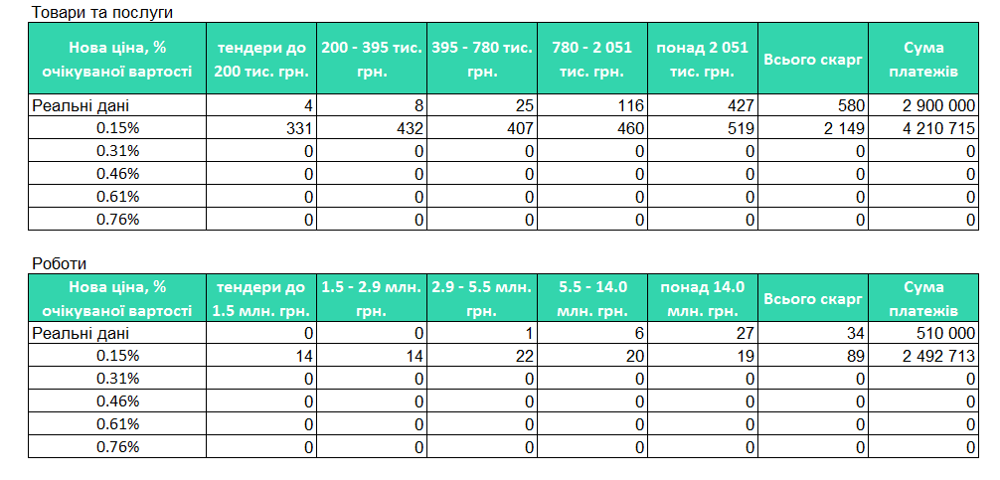 Товари та послуги
Нова ціна, % очікуваної вартості	тендери до 200 тис. грн.	200 - 395 тис. грн.	395 - 780 тис. грн.	780 - 2 051 тис. грн.	понад 2 051 тис. грн.	Всього скарг	Сума платежів
Реальні дані	4	8	25	116	427	580	2 900 000
0.15%	331	432	407	460	519	2 149	4 210 715
0.31%	0	0	0	0	0	0	0
0.46%	0	0	0	0	0	0	0
0.61%	0	0	0	0	0	0	0
0.76%	0	0	0	0	0	0	0
Роботи
Нова ціна, % очікуваної вартості	тендери до 1.5 млн. грн.	1.5 - 2.9 млн. грн.	2.9 - 5.5 млн. грн.	5.5 - 14.0 млн. грн.	понад 14.0 млн. грн.	Всього скарг	Сума платежів
Реальні дані	0	0	1	6	27	34	510 000
0.15%	14	14	22	20	19	89	2 492 713
0.31%	0	0	0	0	0	0	0
0.46%	0	0	0	0	0	0	0
0.61%	0	0	0	0	0	0	0
0.76%	0	0	0	0	0	0	0